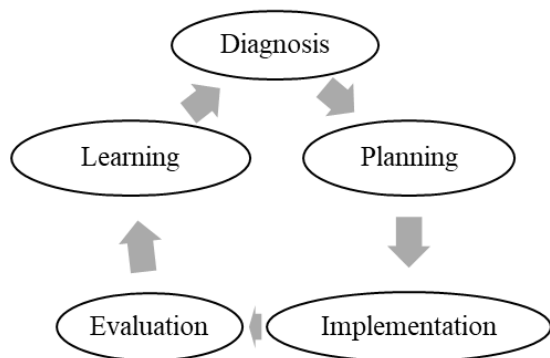 Diagnosis
Learning
Planning
Evaluation
Implementation